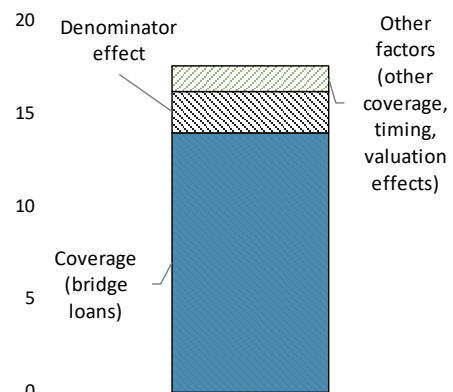 20
Denominator
effect
Other
factors
(other
coverage,
timing,
valuation
effects)
15
10
Coverage
(bridge
loans)
5
0